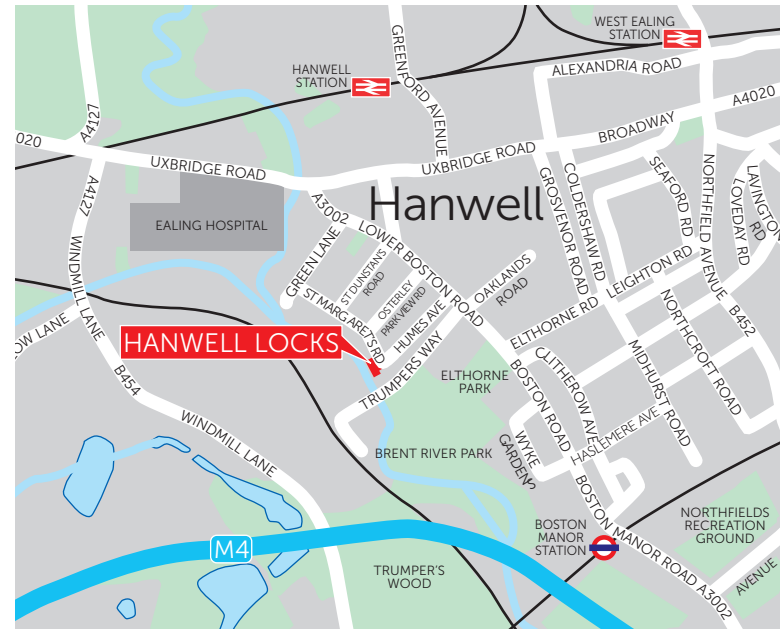 WEST EALING
STATION
HANWELL
STATION
GREENFORD AVENUE
ALEXANDRIA ROAD
A4127
020
UXBRIDGE ROAD
UXBRIDGE ROAD
BROADWAY
A4020
A4127
EALING HOSPITAL
Hanwell
A3002
LOWER BOSTON ROAD
GREEN LANE
ST DUNSTAN'S
ROAD
ST MARGARET'S RD
OSTERLEY
PARKVIEW RD
HUMES AVE
OAKLANDS
ROAD
GROSVENOR ROAD
COLDERSHAW RD
SEAFORD RD
NORTHFIELD AVENUE
LAVINGTON
RD
LOVEDAY RD
WINDMILL LANE
OW LANE
HANWELL LOCKS
TRUMPERS WAY
ELTHORNE RD
LEIGHTON RD
B452
B454
ELTHORNE
PARK
BOSTON ROAD
CLITHEROW AVE
MIDHURST ROAD
NORTHCROFT ROAD
HASLEMERE AVE
WINDMILL LANE
BRENT RIVER PARK
WYKE
GARDENS
M4
BOSTON
MANOR
STATION
BOSTON MANOR ROAD A3002
NORTHFIELDS
RECREATION
GROUND
TRUMPER'S
WOOD
AVENUE